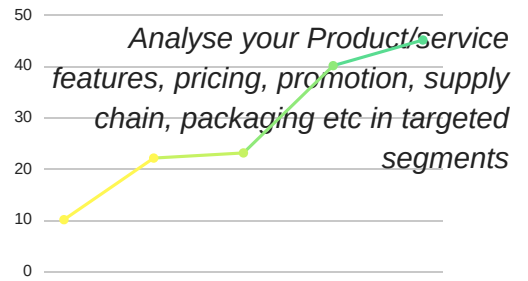 50
Analyse your Product/service
40
features, pricing, promotion, supply
30
chain, packaging etc in targeted
segments
20
10
0